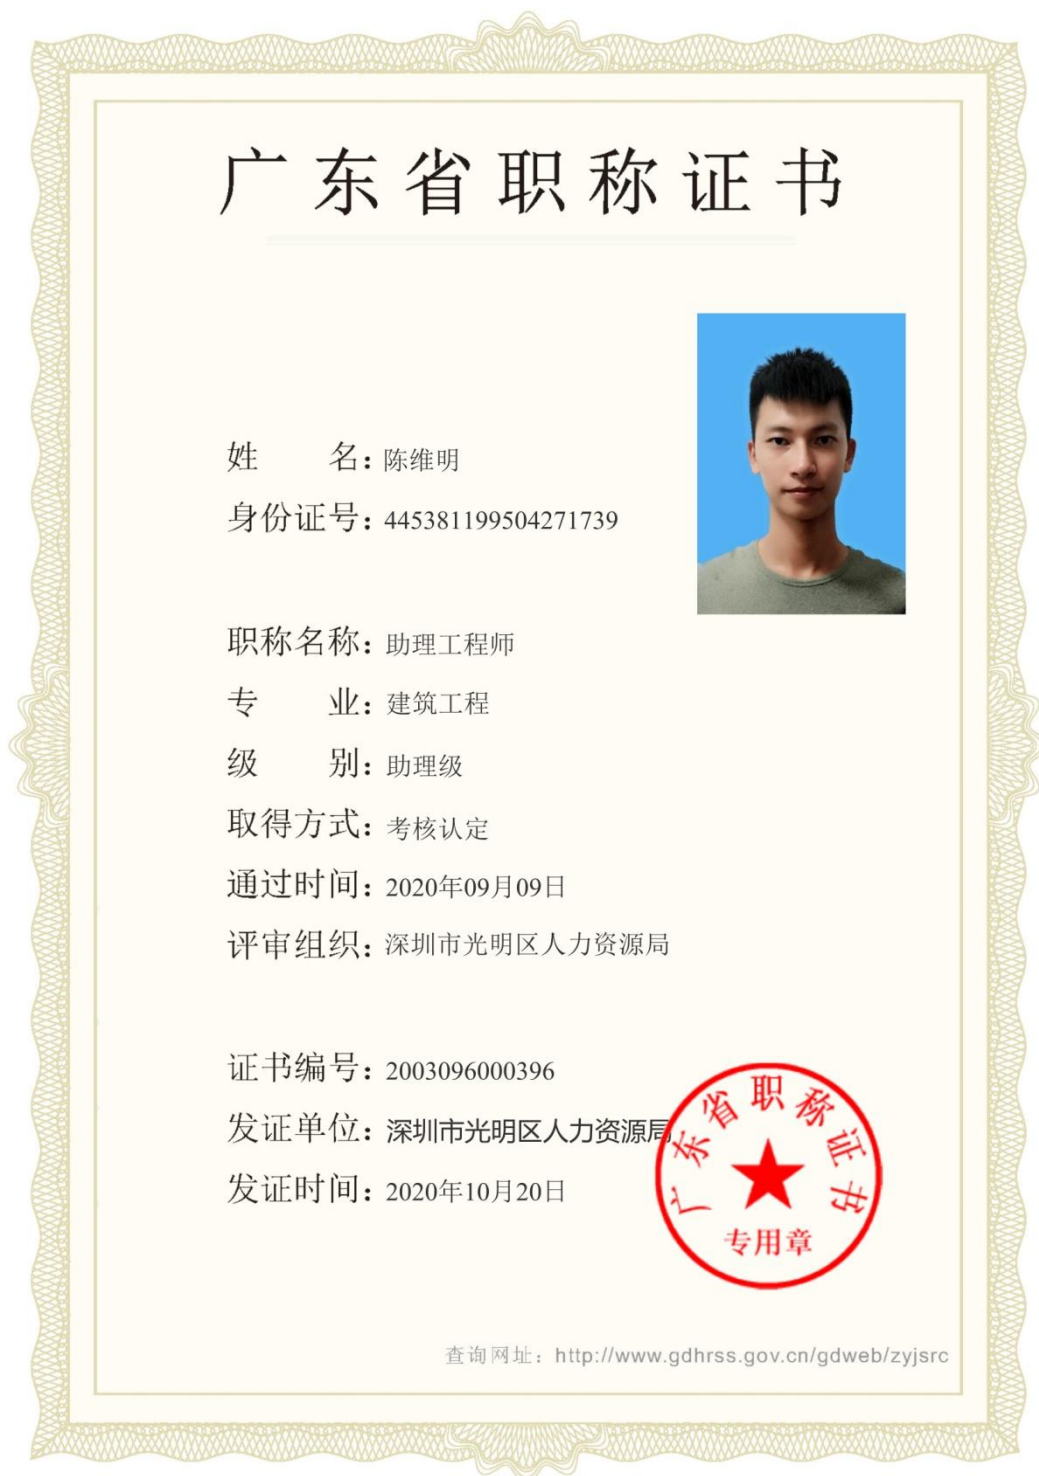 广东省职称证书
姓名：陈维明
身份证号：445381199504271739
职称名称：助理工程师
专业：建筑工程
级别：助理级
取得方式：考核认定
通过时间：2020年09月09日
评审组织：深圳市光明区人力资源局
证书编号：2003096000396
发证单位：深圳市光明区人力资源局
发证时间：2020年10月20日
广东省职称证书
专用章
查询网址：http://www.gdhrss.gov.cn/gdweb/zyjsrc